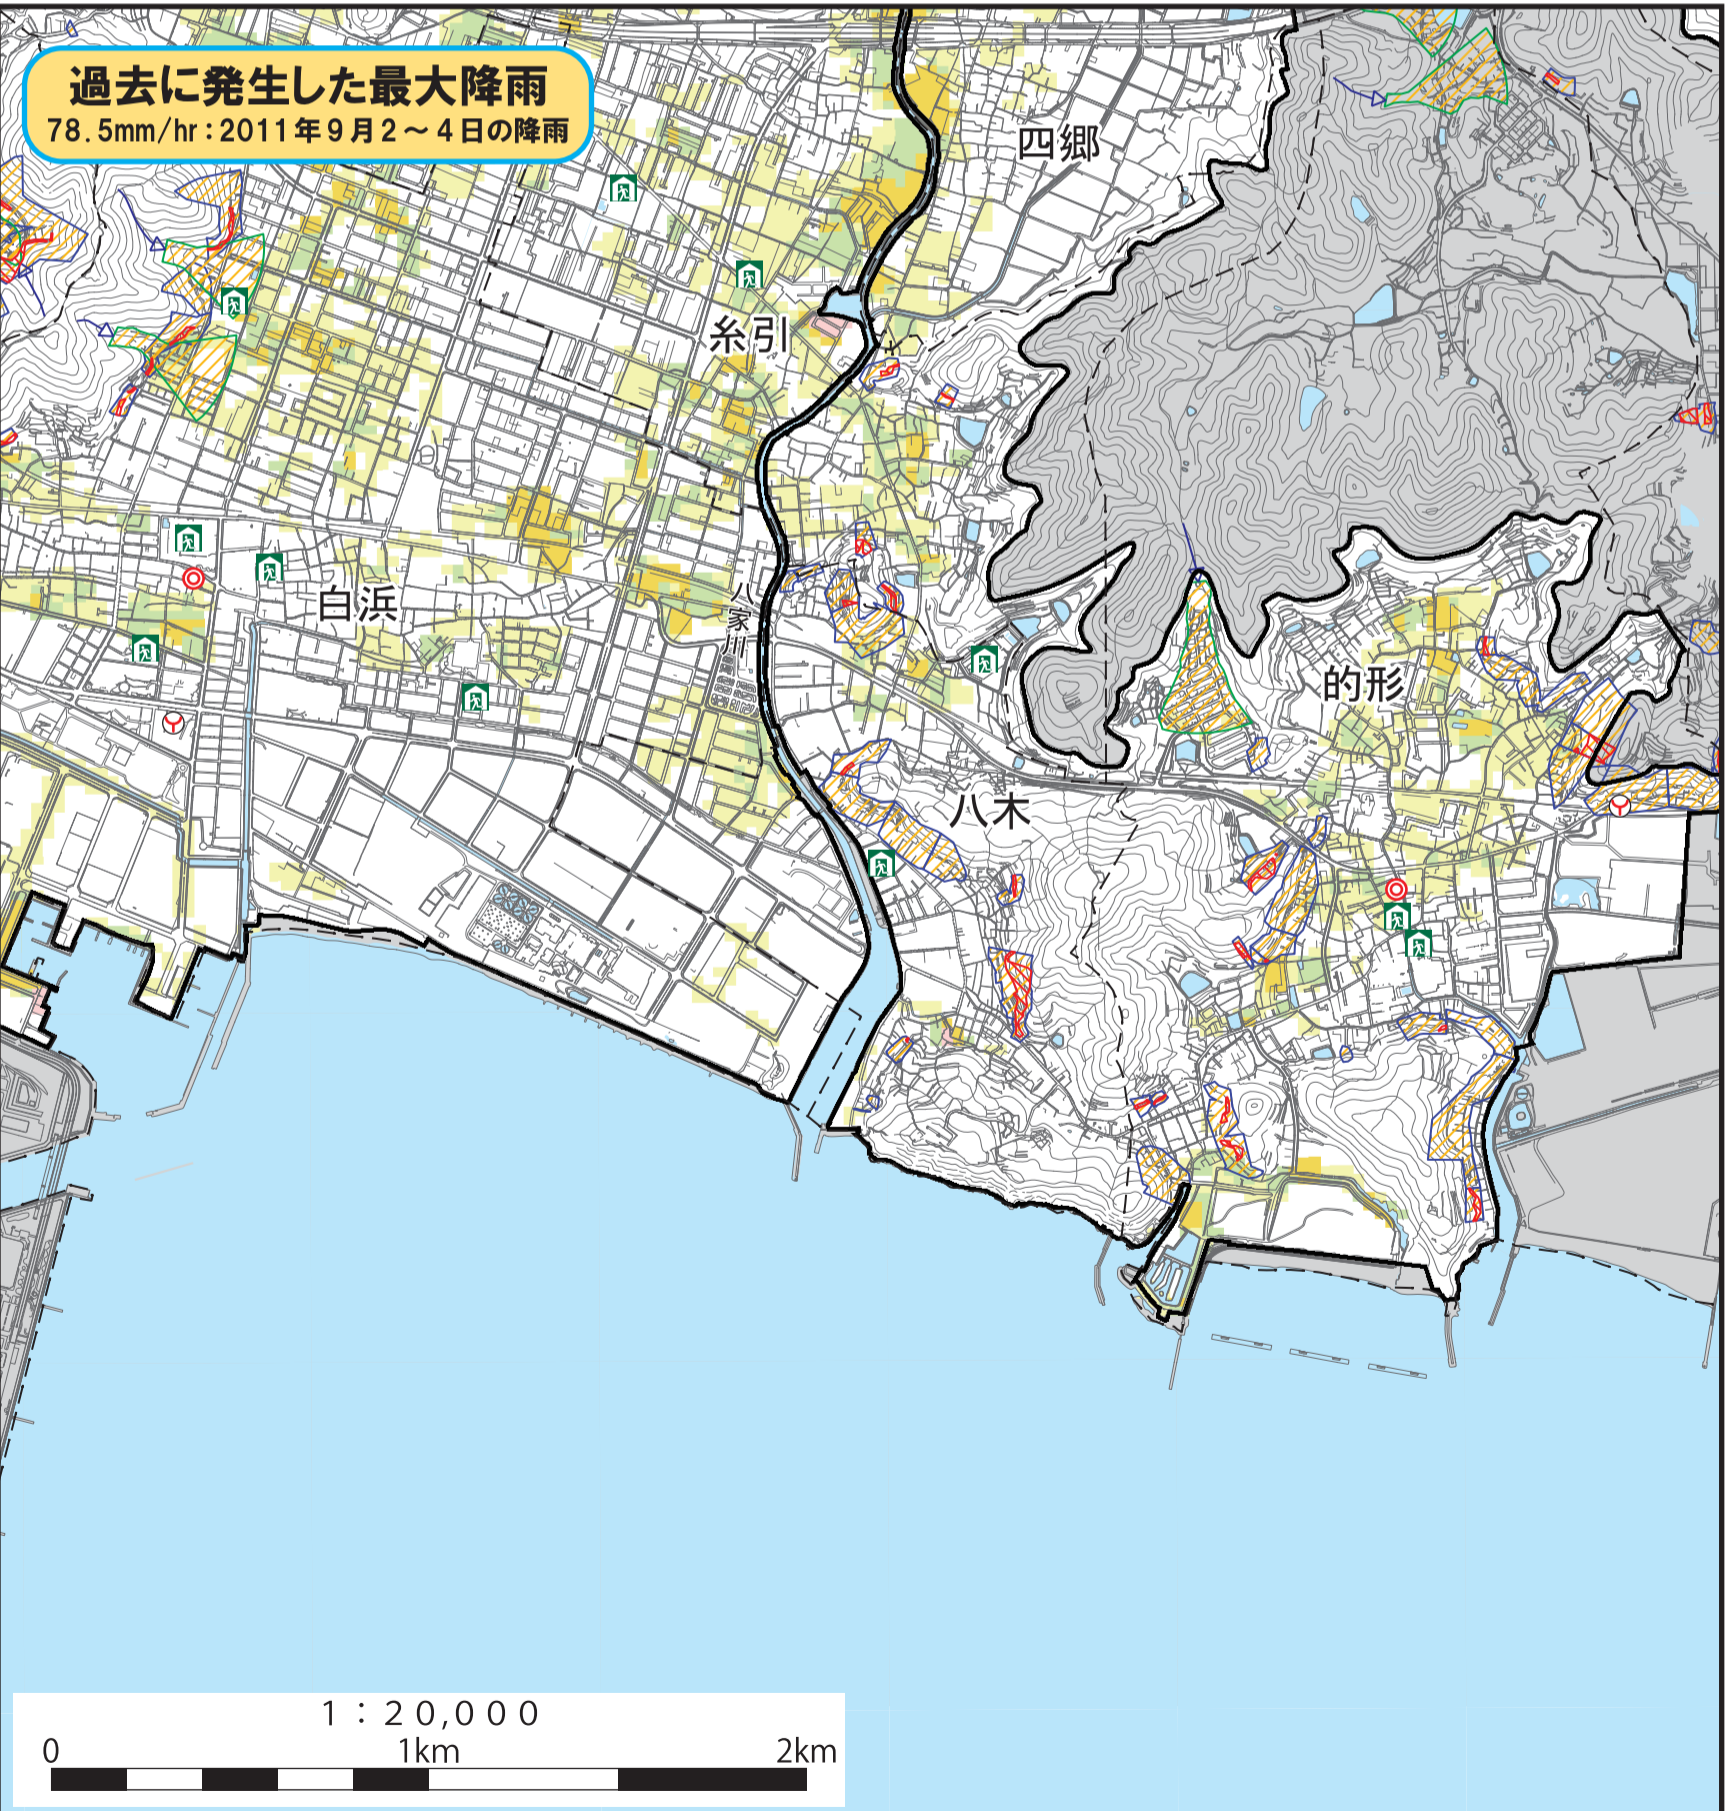 過去に発生した最大降雨
78.5mm/hr:2011年9月2~4日の降雨
四郷
糸引
白浜
八家川
的形
八木
1:20,000
0 1km 2km